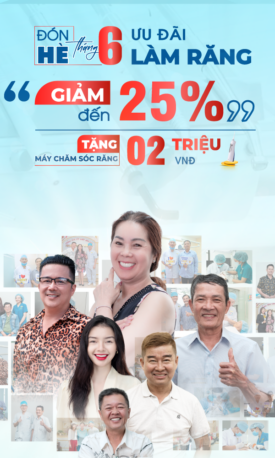 ĐÓN HÈ tháng 6 ƯU ĐÃI LÀM RĂNG
“ GIẢM đến 25% ”
TẶNG MÁY CHĂM SÓC RĂNG 02 TRIỆU VNĐ